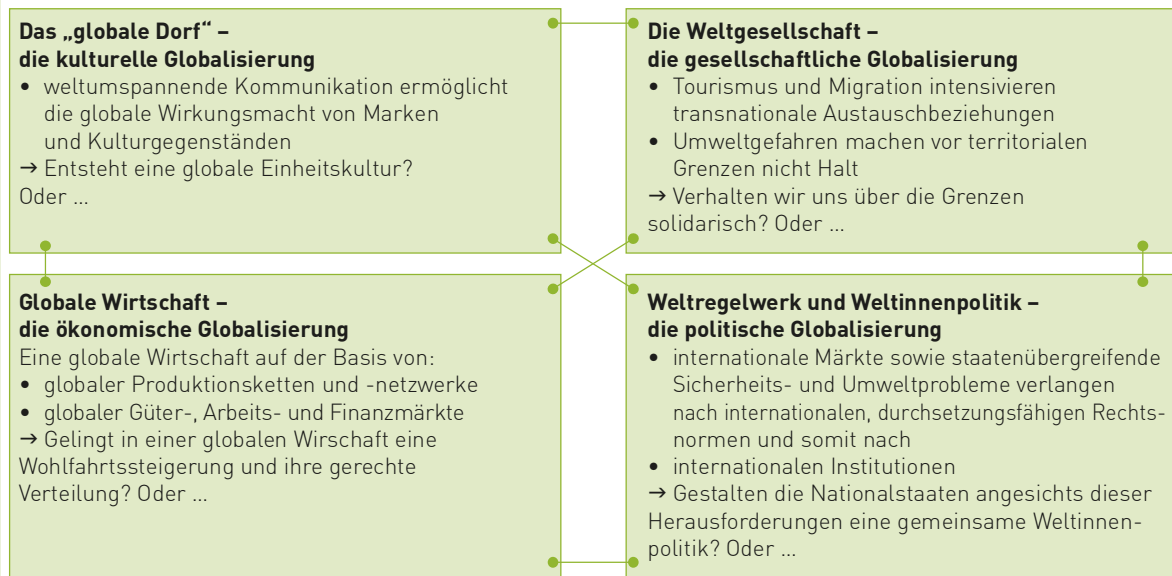 Das „globale Dorf“ –
die kulturelle Globalisierung
• weltumspannende Kommunikation ermöglicht
die globale Wirkungsmacht von Marken
und Kulturgegenständen
→ Entsteht eine globale Einheitskultur?
Oder ...
Die Weltgesellschaft –
die gesellschaftliche Globalisierung
• Tourismus und Migration intensivieren
transnationale Austauschbeziehungen
• Umweltgefahren machen vor territorialen
Grenzen nicht Halt
→ Verhalten wir uns über die Grenzen
solidarisch? Oder ...
Globale Wirtschaft –
die ökonomische Globalisierung
Eine globale Wirtschaft auf der Basis von:
• globaler Produktionsketten und -netzwerke
• globaler Güter-, Arbeits- und Finanzmärkte
→ Gelingt in einer globalen Wirschaft eine
Wohlfahrtssteigerung und ihre gerechte
Verteilung? Oder ...
Weltregelwerk und Weltinnenpolitik –
die politische Globalisierung
• internationale Märkte sowie staatenübergreifende
Sicherheits- und Umweltprobleme verlangen
nach internationalen, durchsetzungsfähigen Rechts-
normen und somit nach
• internationalen Institutionen
→ Gestalten die Nationalstaaten angesichts dieser
Herausforderungen eine gemeinsame Weltinnen-
politik? Oder ...